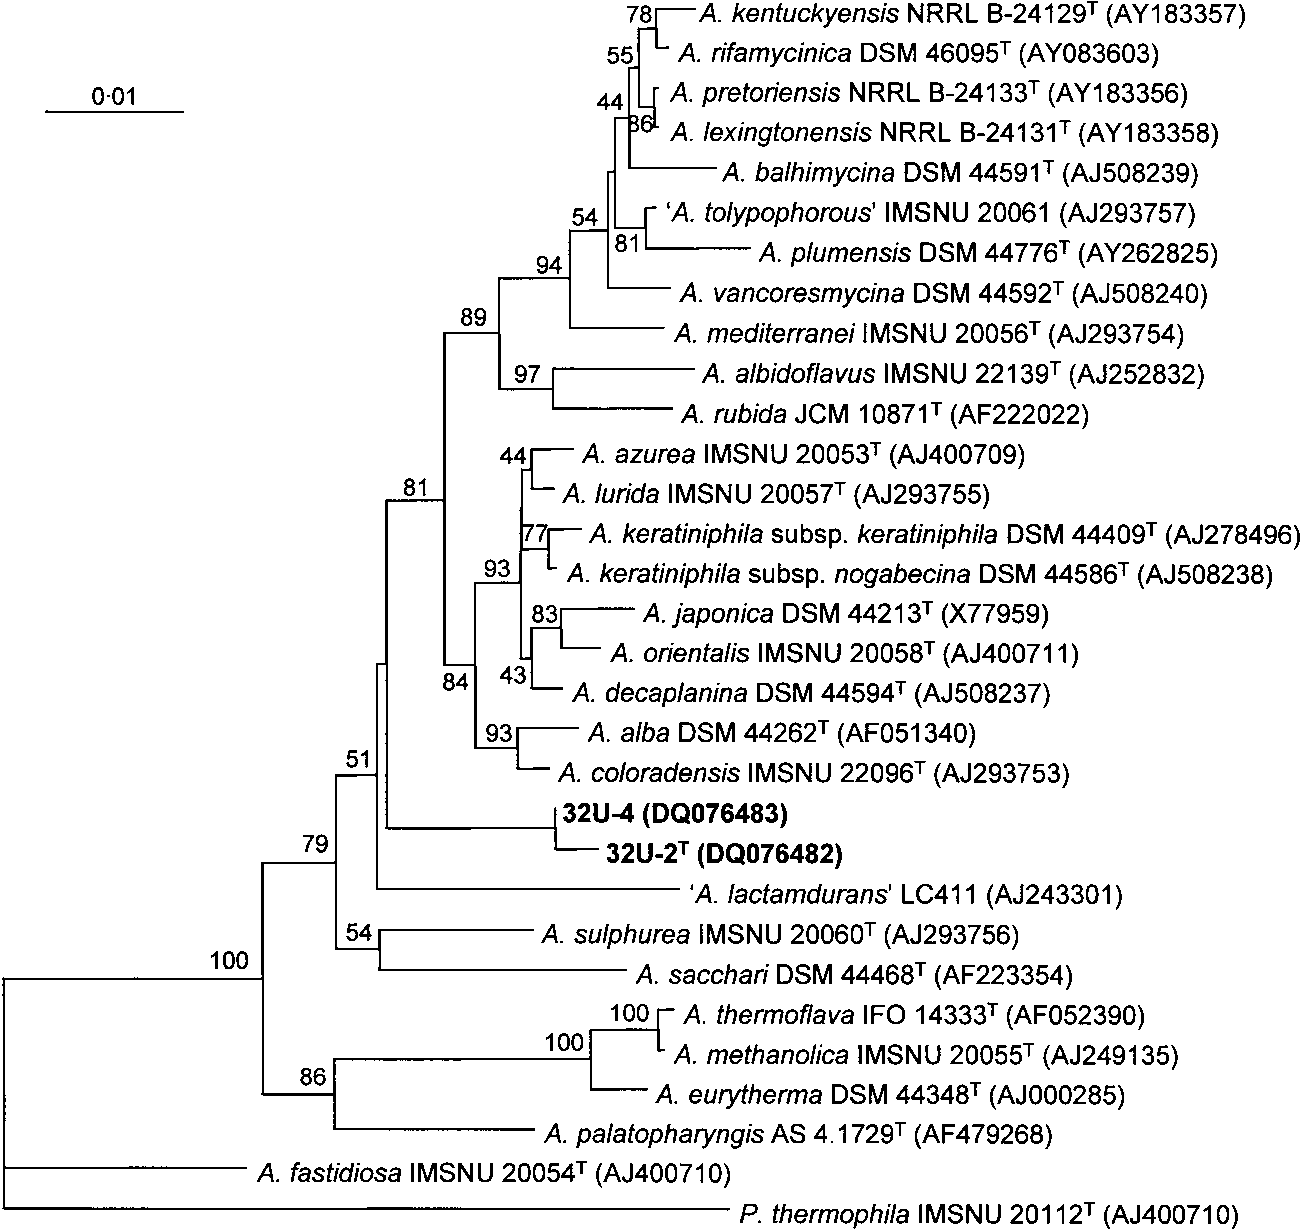 78 A. kentuckyensis NRRL B-24129ᵀ (AY183357)
A. rifamycinica DSM 46095ᵀ (AY083603)
55
0·01
A. pretoriensis NRRL B-24133ᵀ (AY183356)
44
86
A. lexingtonensis NRRL B-24131ᵀ (AY183358)
A. balhimycina DSM 44591ᵀ (AJ508239)
54
'A. tolypophorous' IMSNU 20061 (AJ293757)
81
A. plumensis DSM 44776ᵀ (AY262825)
94
A. vancoresmycina DSM 44592ᵀ (AJ508240)
89
A. mediterranei IMSNU 20056ᵀ (AJ293754)
97
A. albidoflavus IMSNU 22139ᵀ (AJ252832)
A. rubida JCM 10871ᵀ (AF222022)
44
A. azurea IMSNU 20053ᵀ (AJ400709)
81
A. lurida IMSNU 20057ᵀ (AJ293755)
77
A. keratiniphila subsp. keratiniphila DSM 44409ᵀ (AJ278496)
93
A. keratiniphila subsp. nogabecina DSM 44586ᵀ (AJ508238)
83
A. japonica DSM 44213ᵀ (X77959)
A. orientalis IMSNU 20058ᵀ (AJ400711)
43
84
A. decaplanina DSM 44594ᵀ (AJ508237)
93
A. alba DSM 44262ᵀ (AF051340)
51
A. coloradensis IMSNU 22096ᵀ (AJ293753)
32U-4 (DQ076483)
79
32U-2ᵀ (DQ076482)
'A. lactamdurans' LC411 (AJ243301)
54
A. sulphurea IMSNU 20060ᵀ (AJ293756)
100
A. sacchari DSM 44468ᵀ (AF223354)
100
A. thermoflava IFO 14333ᵀ (AF052390)
100
A. methanolica IMSNU 20055ᵀ (AJ249135)
86
A. eurytherma DSM 44348ᵀ (AJ000285)
A. palatopharyngis AS 4.1729ᵀ (AF479268)
A. fastidiosa IMSNU 20054ᵀ (AJ400710)
P. thermophila IMSNU 20112ᵀ (AJ400710)